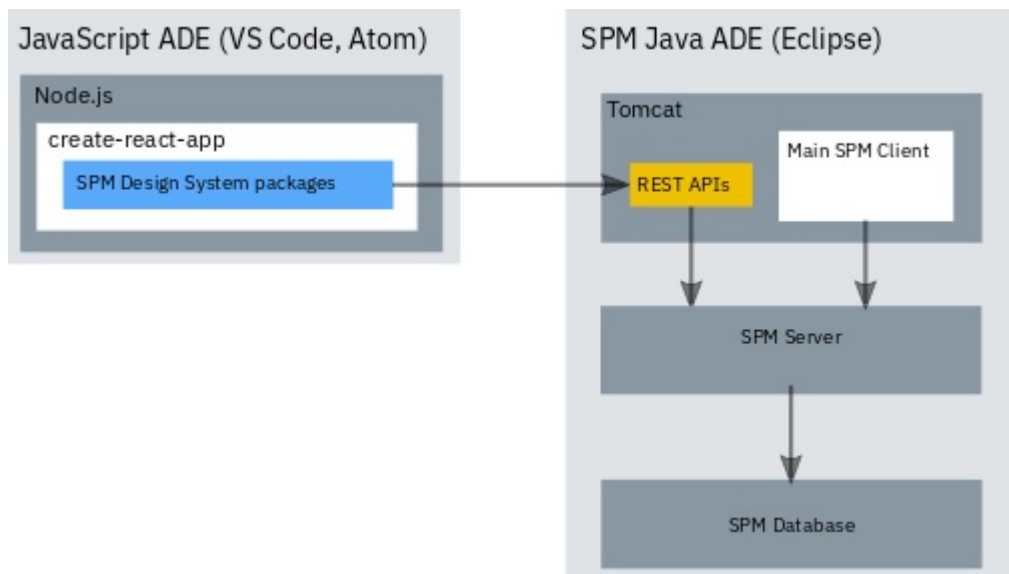 JavaScript ADE (VS Code, Atom)
Node.js
create-react-app
SPM Design System packages
SPM Java ADE (Eclipse)
Tomcat
REST APIs
Main SPM Client
SPM Server
SPM Database